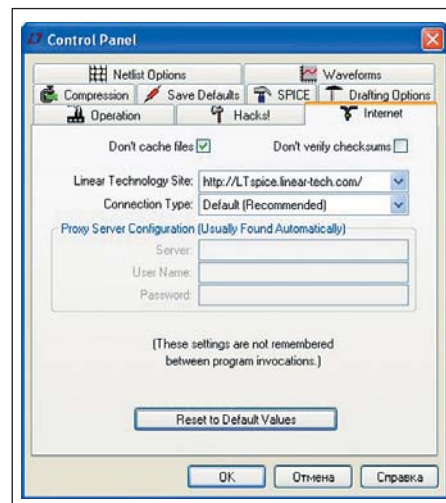 Control Panel
Netlist Options
Waveforms
Compression
Save Defaults
SPICE
Drafting Options
Operation
Hacks!
Internet
Don't cache files
Don't verify checksums
Linear Technology Site: http://LTspice.linear-tech.com/
Connection Type: Default (Recommended)
Proxy Server Configuration (Usually Found Automatically)
Server:
User Name:
Password:
(These settings are not remembered
between program invocations.)
Reset to Default Values
OK
Отмена
Справка